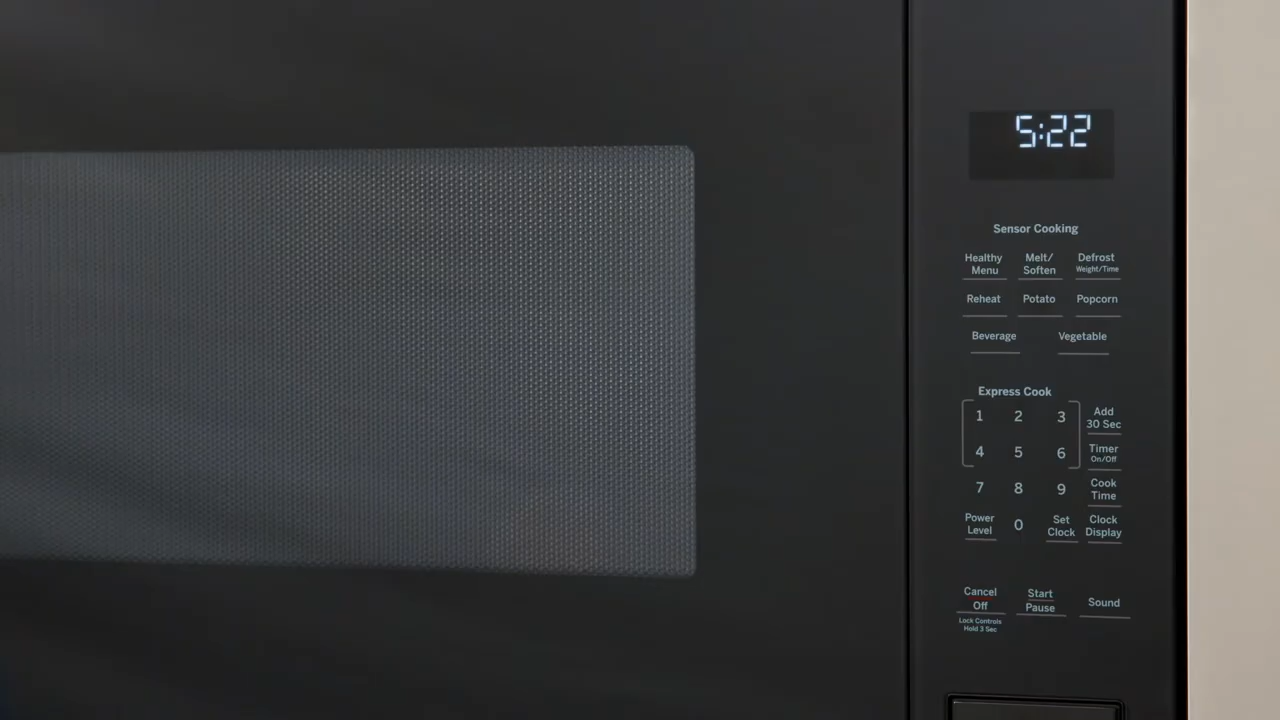 5:22
Sensor Cooking
Healthy Menu
Melt/ Soften
Defrost Weight/Time
Reheat Potato Popcorn
Beverage Vegetable
Express Cook
1 2 3 Add 30 Sec
4 5 6 Timer On/Off
7 8 9 Cook Time
Power Level 0 Set Clock Clock Display
Cancel Off
Start Pause
Sound
Lock Controls
Hold 3 Sec